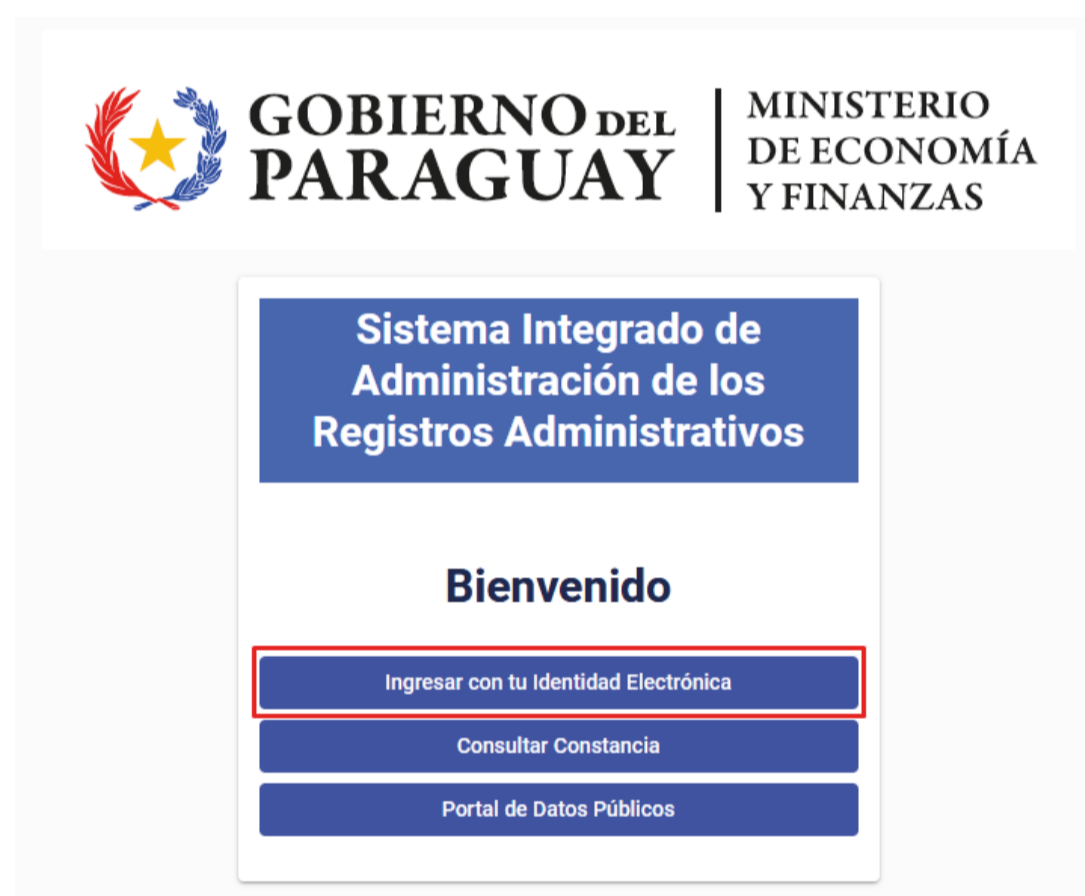 GOBIERNO DEL
PARAGUAY
MINISTERIO
DE ECONOMÍA
Y FINANZAS
Sistema Integrado de
Administración de los
Registros Administrativos
Bienvenido
Ingresar con tu Identidad Electrónica
Consultar Constancia
Portal de Datos Públicos